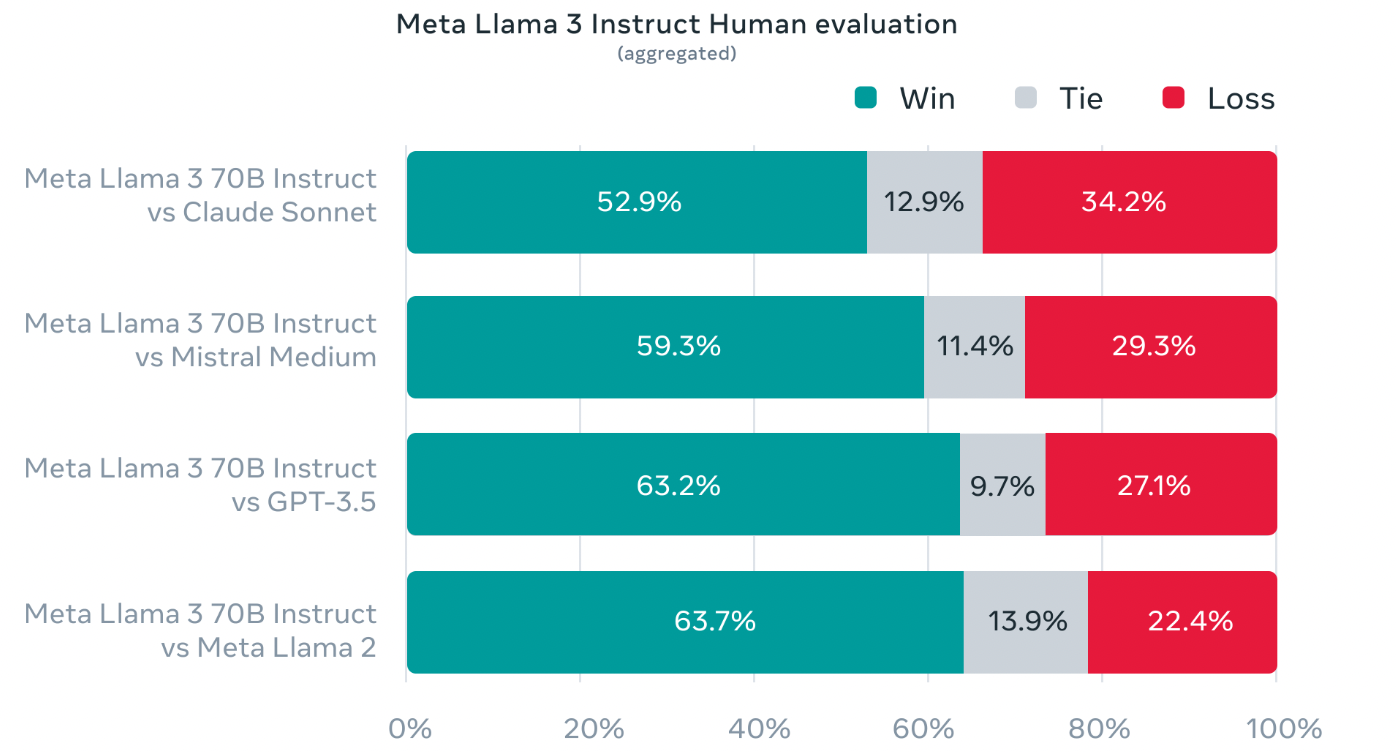 Meta Llama 3 Instruct Human evaluation
(aggregated)
Win Tie Loss
Meta Llama 3 70B Instruct
vs Claude Sonnet
52.9% 12.9% 34.2%
Meta Llama 3 70B Instruct
vs Mistral Medium
59.3% 11.4% 29.3%
Meta Llama 3 70B Instruct
vs GPT-3.5
63.2% 9.7% 27.1%
Meta Llama 3 70B Instruct
vs Meta Llama 2
63.7% 13.9% 22.4%
0% 20% 40% 60% 80% 100%